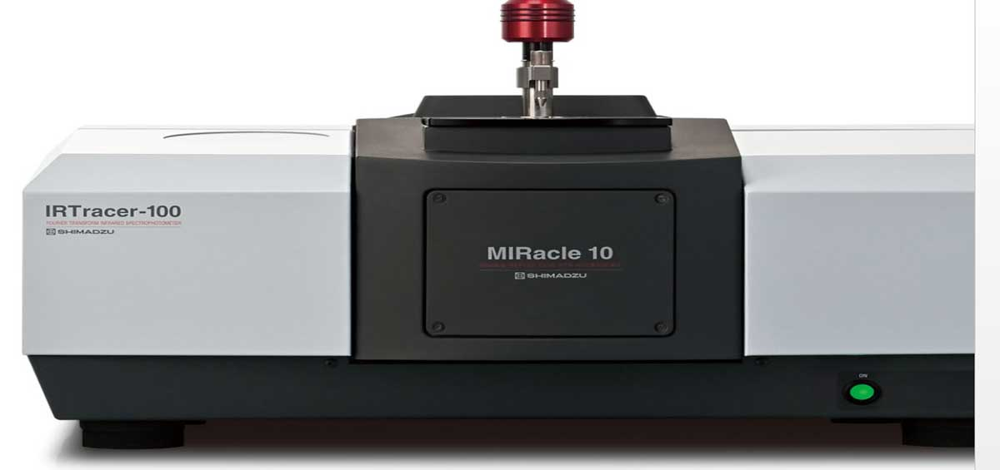 IRTracer-100
FOURIER TRANSFORM INFRARED SPECTROPHOTOMETER
SHIMADZU
MIRacle 10
SHIMADZU
ON